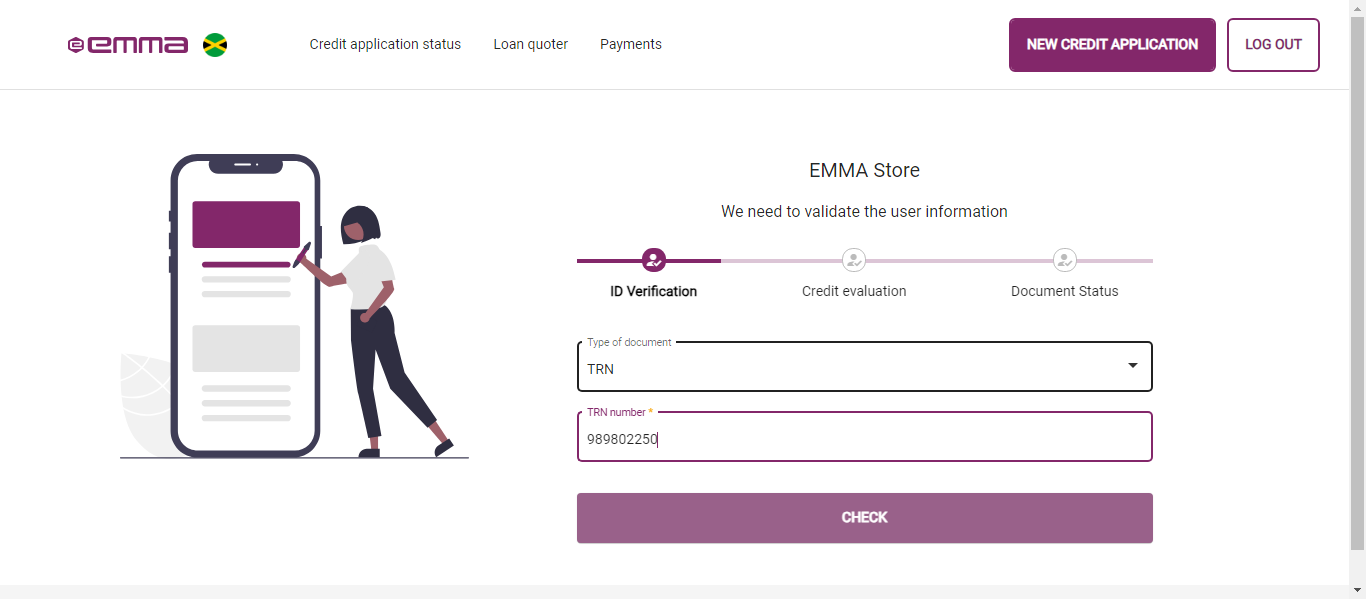 emma
Credit application status
Loan quoter
Payments
NEW CREDIT APPLICATION
LOG OUT
EMMA Store
We need to validate the user information
ID Verification
Credit evaluation
Document Status
Type of document
TRN
TRN number *
989802250
CHECK